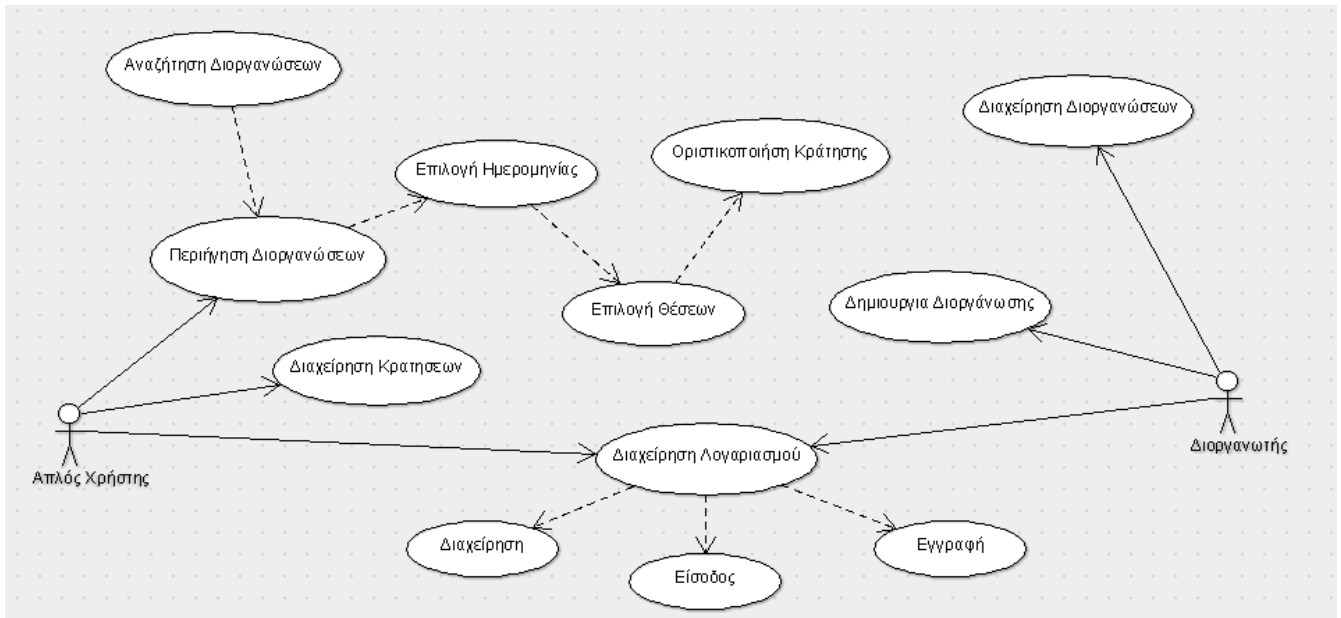 Αναζήτηση Διοργανώσεων
Διαχείρηση Διοργανώσεων
Οριστικοποιήση Κράτησης
Επιλογή Ημερομηνίας
Περιήγηση Διοργανώσεων
Επιλογή Θέσεων
Δημιουργια Διοργάνωσης
Διαχείρηση Κρατησεων
Διαχείρηση Λογαριασμού
Διοργανωτής
Απλός Χρήστης
Διαχείρηση
Είσοδος
Εγγραφή